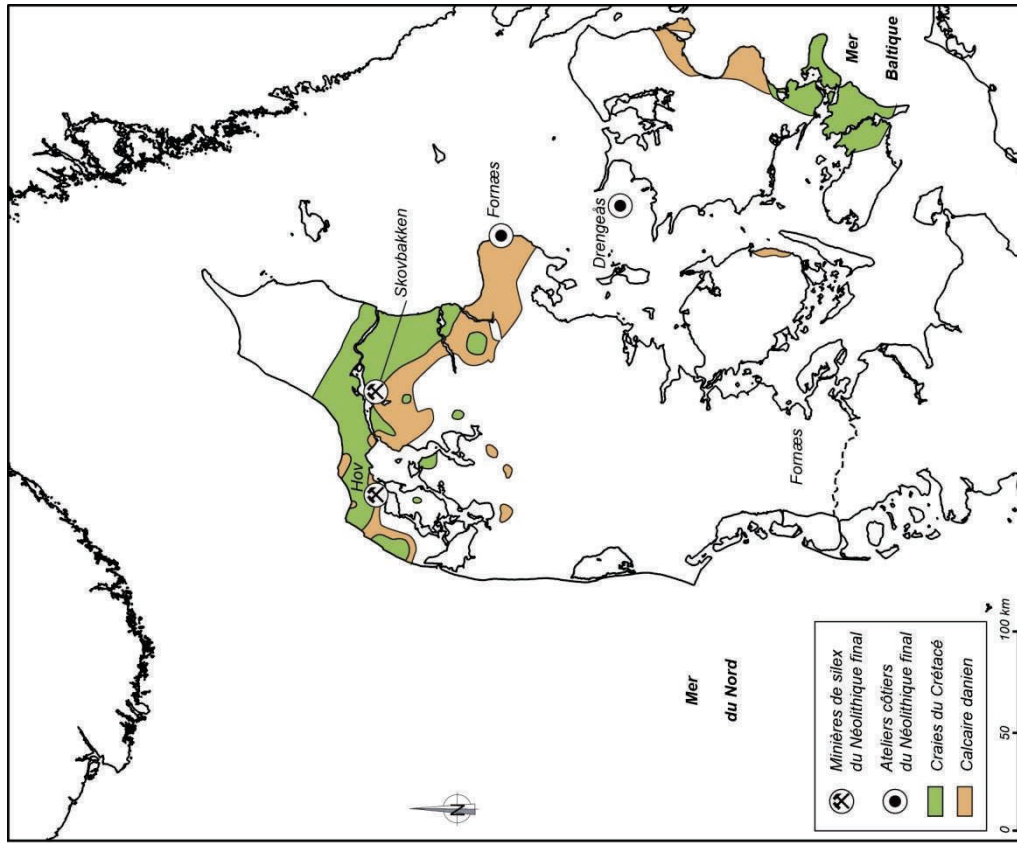 Skovbakken
Fornæs
Hov
Drengeås
Fornæs
Mer
Baltique
Mer
du Nord
N
Minières de silex
du Néolithique final
Ateliers côtiers
du Néolithique final
Craies du Crétacé
Calcaire danien
0 50 100 km